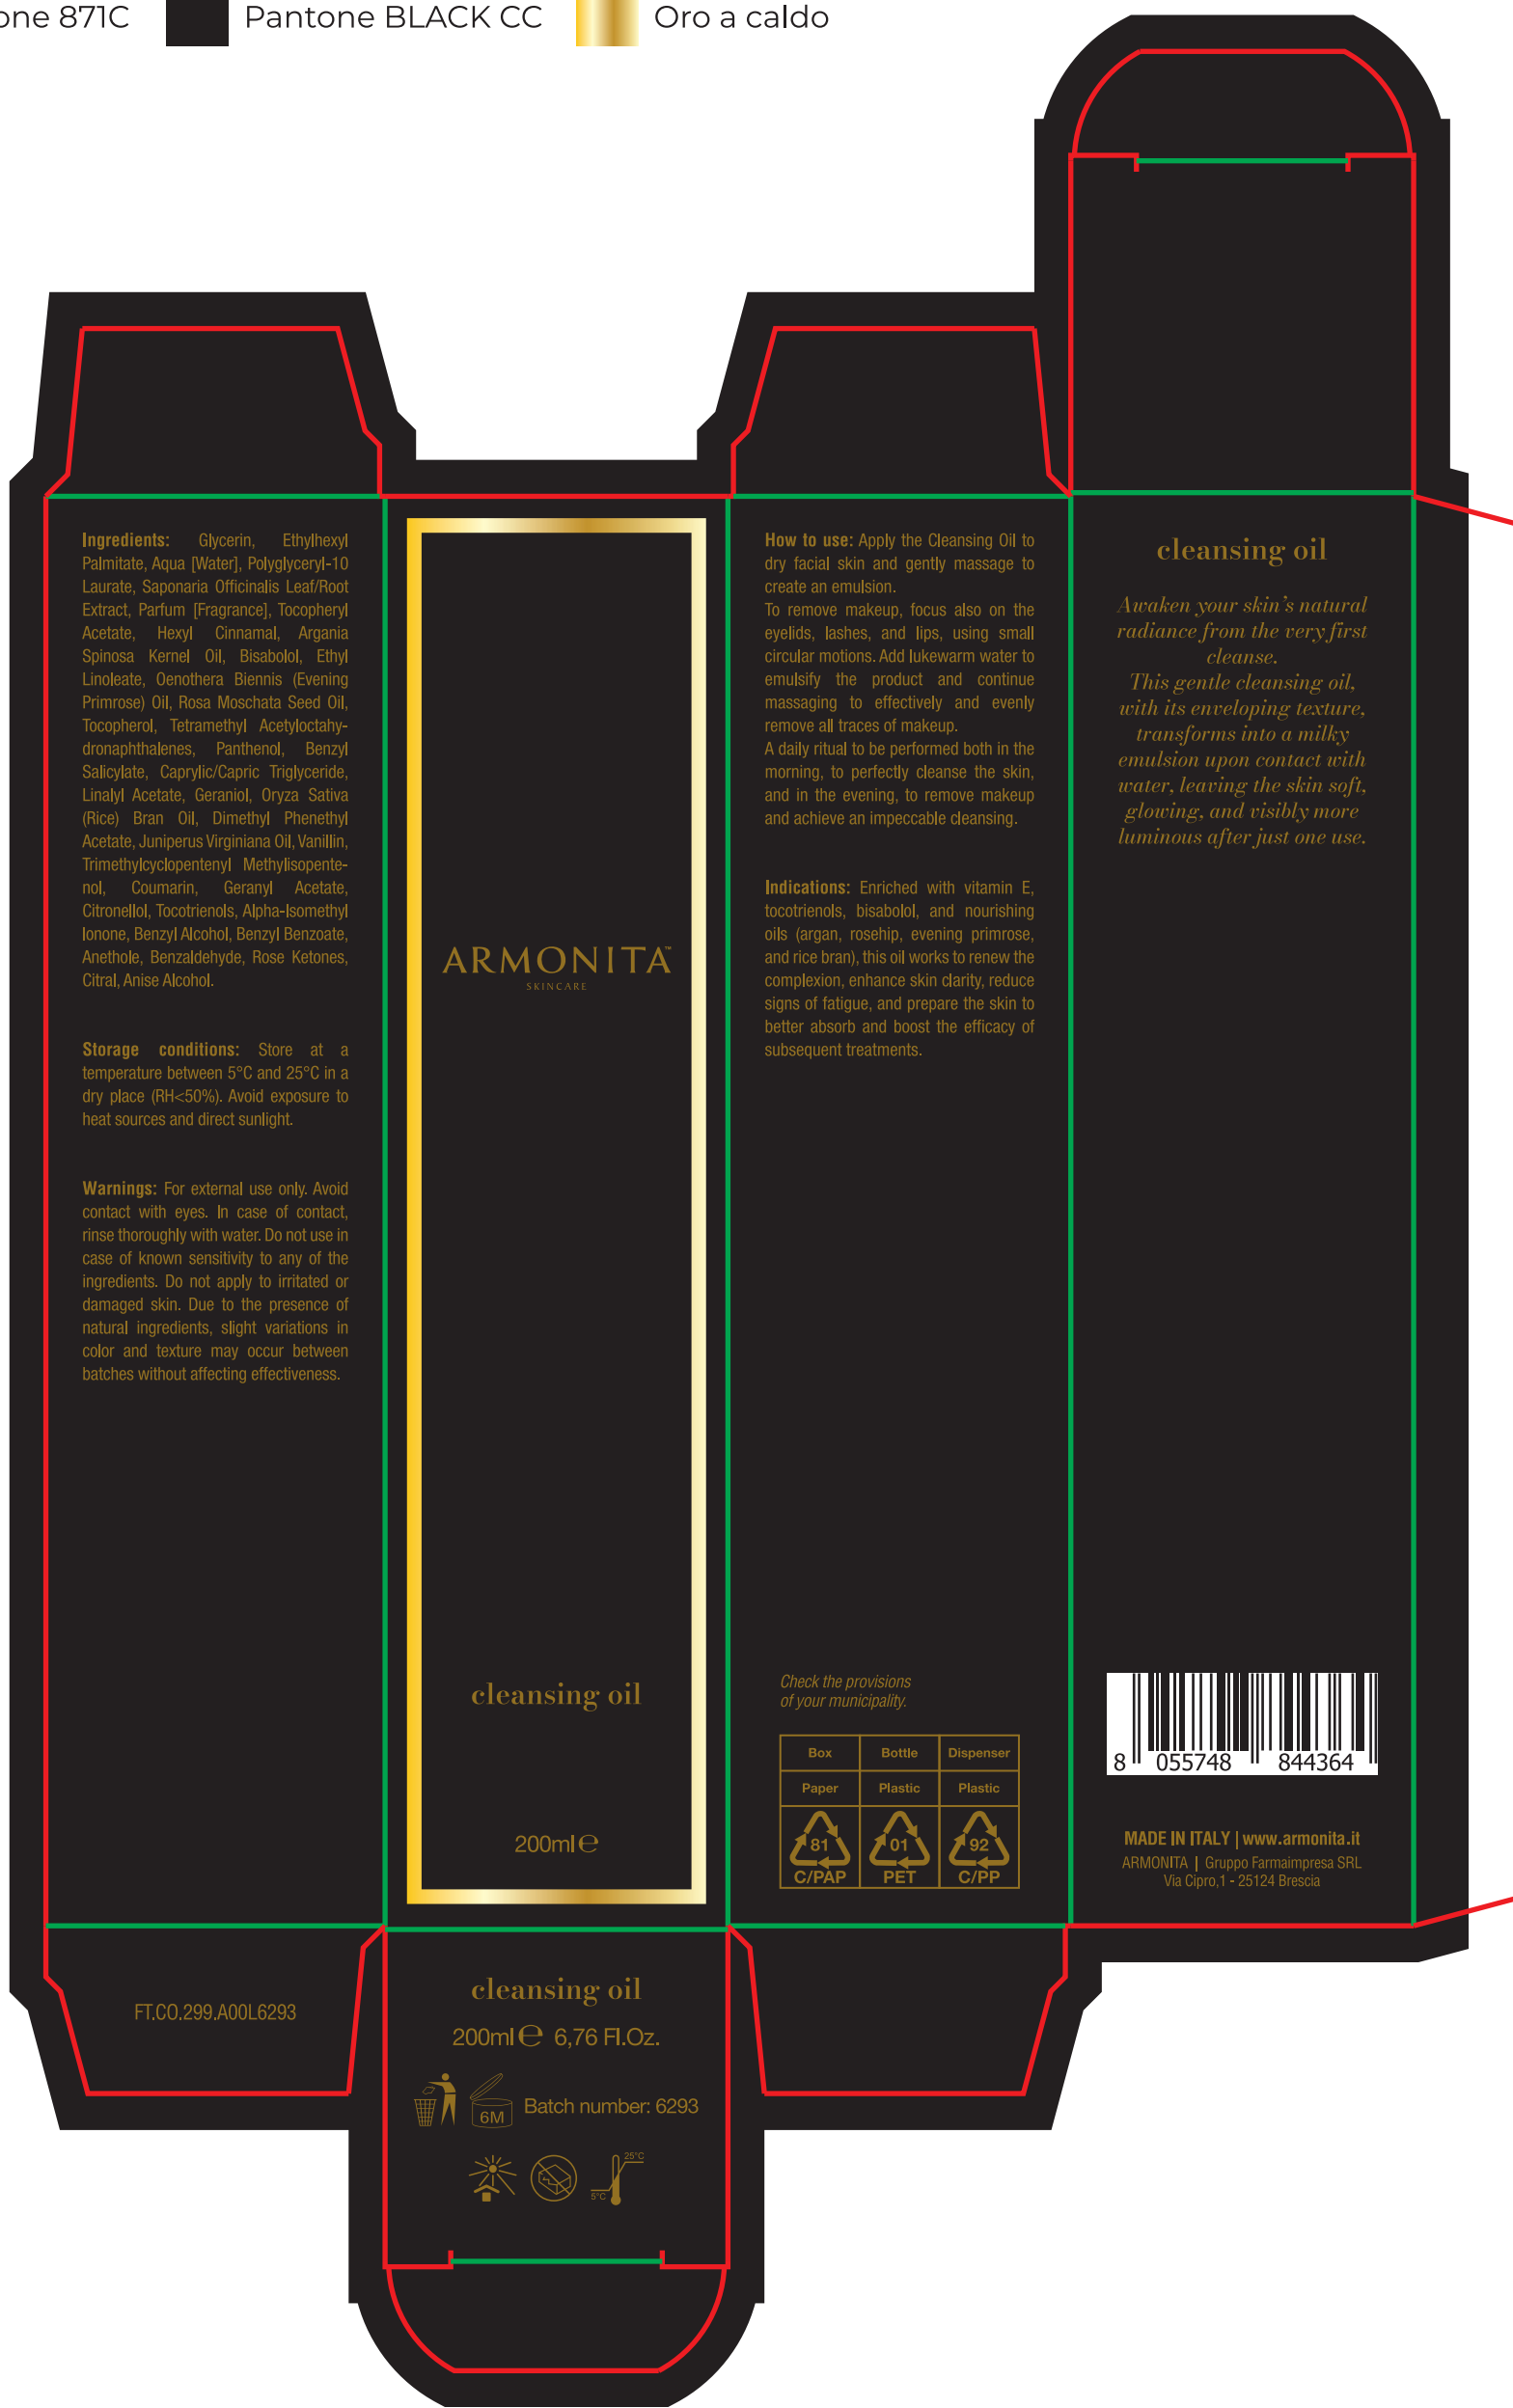 one 871C
Pantone BLACK CC
Oro a caldo
Ingredients: Glycerin, Ethylhexyl
Palmitate, Aqua [Water], Polyglyceryl-10
Laurate, Saponaria Officinalis Leaf/Root
Extract, Parfum [Fragrance], Tocopheryl
Acetate, Hexyl Cinnamal, Argania
Spinosa Kernel Oil, Bisabolol, Ethyl
Linoleate, Oenothera Biennis (Evening
Primrose) Oil, Rosa Moschata Seed Oil,
Tocopherol, Tetramethyl Acetyloctahy-
dronaphthalenes, Panthenol, Benzyl
Salicylate, Caprylic/Capric Triglyceride,
Linalyl Acetate, Geraniol, Oryza Sativa
(Rice) Bran Oil, Dimethyl Phenethyl
Acetate, Juniperus Virginiana Oil, Vanillin,
Trimethylcyclopentenyl Methylisopente-
nol, Coumarin, Geranyl Acetate,
Citronellol, Tocotrienols, Alpha-Isomethyl
Ionone, Benzyl Alcohol, Benzyl Benzoate,
Anethole, Benzaldehyde, Rose Ketones,
Citral, Anise Alcohol.
Storage conditions: Store at a
temperature between 5°C and 25°C in a
dry place (RH<50%). Avoid exposure to
heat sources and direct sunlight.
Warnings: For external use only. Avoid
contact with eyes. In case of contact,
rinse thoroughly with water. Do not use in
case of known sensitivity to any of the
ingredients. Do not apply to irritated or
damaged skin. Due to the presence of
natural ingredients, slight variations in
color and texture may occur between
batches without affecting effectiveness.
FT.CO.299.A00L6293
ARMONITA™
SKINCARE
cleansing oil
200ml ℮
cleansing oil
200ml ℮ 6,76 Fl.Oz.
6M
Batch number: 6293
25°C
5°C
How to use: Apply the Cleansing Oil to
dry facial skin and gently massage to
create an emulsion.
To remove makeup, focus also on the
eyelids, lashes, and lips, using small
circular motions. Add lukewarm water to
emulsify the product and continue
massaging to effectively and evenly
remove all traces of makeup.
A daily ritual to be performed both in the
morning, to perfectly cleanse the skin,
and in the evening, to remove makeup
and achieve an impeccable cleansing.
Indications: Enriched with vitamin E,
tocotrienols, bisabolol, and nourishing
oils (argan, rosehip, evening primrose,
and rice bran), this oil works to renew the
complexion, enhance skin clarity, reduce
signs of fatigue, and prepare the skin to
better absorb and boost the efficacy of
subsequent treatments.
Check the provisions
of your municipality.
Box Bottle Dispenser
Paper Plastic Plastic
81 01 92
C/PAP PET C/PP
cleansing oil
Awaken your skin's natural
radiance from the very first
cleanse.
This gentle cleansing oil,
with its enveloping texture,
transforms into a milky
emulsion upon contact with
water, leaving the skin soft,
glowing, and visibly more
luminous after just one use.
8 055748 844364
MADE IN ITALY | www.armonita.it
ARMONITA | Gruppo Farmaimpresa SRL
Via Cipro,1 - 25124 Brescia